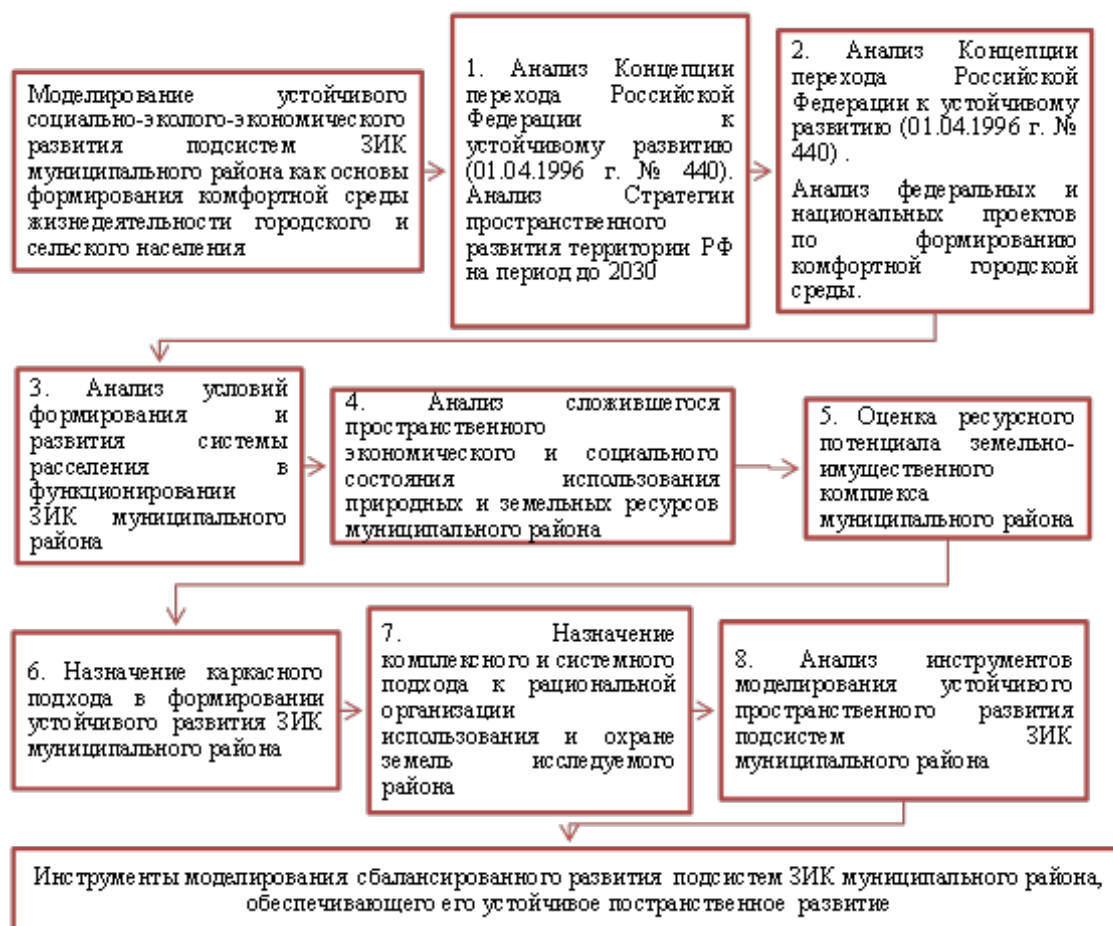 Моделирование устойчивого
социально-эколого-экономического
развития подсистем ЗИК
муниципального района как основы
формирования комфортной среды
жизнедеятельности городского и
сельского населения
1. Анализ Концепции
перехода Российской
Федерации к
устойчивому развитию
(01.04.1996 г. № 440).
Анализ Стратегии
пространственного
развития территории РФ
на период до 2030
2. Анализ Концепции
перехода Российской
Федерации к устойчивому
развитию (01.04.1996 г. №
440) .
Анализ федеральных и
национальных проектов
по формированию
комфортной городской
среды.
3. Анализ условий
формирования и
развития системы
расселения в
функционировании
ЗИК муниципального
района
4. Анализ сложившегося
пространственного
экономического и социального
состояния использования
природных и земельных ресурсов
муниципального района
5. Оценка ресурсного
потенциала земельно-
имущественного
комплекса
муниципального района
6. Назначение каркасного
подхода в формировании
устойчивого развития ЗИК
муниципального района
7. Назначение
комплексного и системного
подхода к рациональной
организации
использования и охране
земель исследуемого
района
8. Анализ инструментов
моделирования устойчивого
пространственного развития
подсистем ЗИК
муниципального района
Инструменты моделирования сбалансированного развития подсистем ЗИК муниципального района,
обеспечивающего его устойчивое постранственное развитие